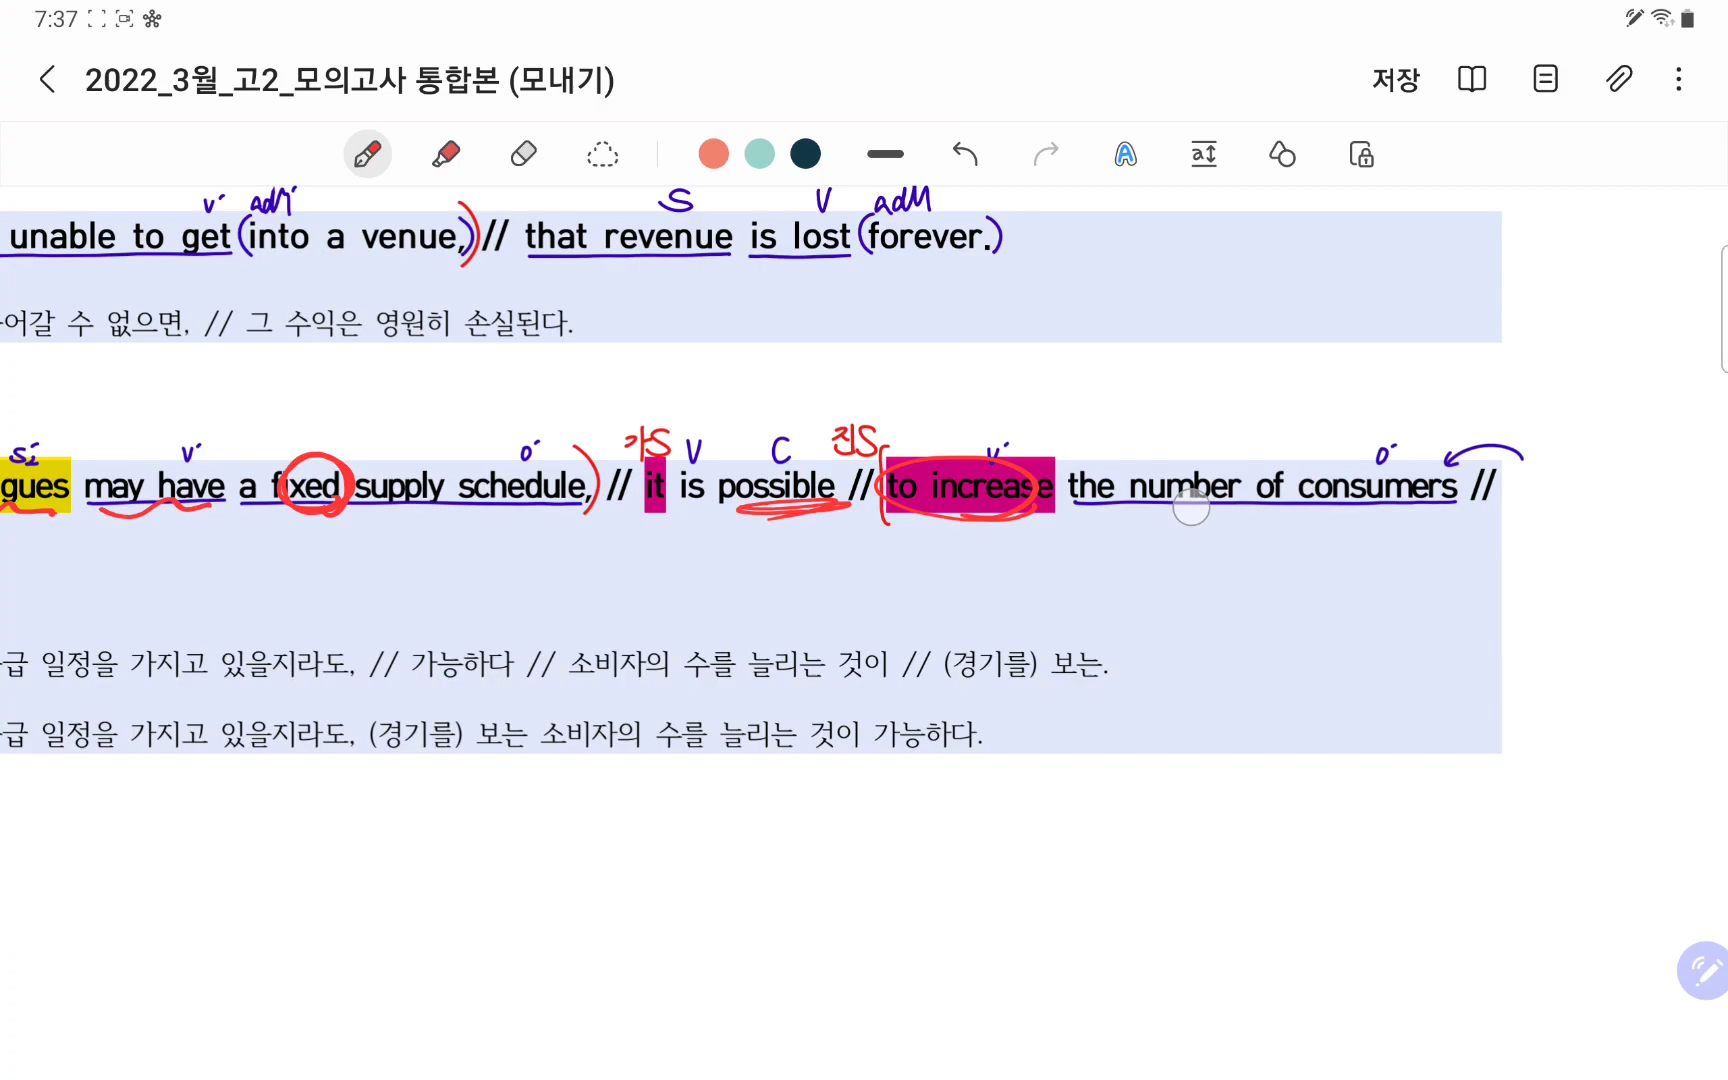 7:37
2022_3월_고2_모의고사 통합본 (모내기)
저장
v' adM' S V adM
unable to get (into a venue,) // that revenue is lost (forever.)
어갈 수 없으면, // 그 수익은 영원히 손실된다.
S2' v' o' 가S V C 진S v' o'
gues may have a fixed supply schedule,) // it is possible // [to increase the number of consumers //
급 일정을 가지고 있을지라도, // 가능하다 // 소비자의 수를 늘리는 것이 // (경기를) 보는.
급 일정을 가지고 있을지라도, (경기를) 보는 소비자의 수를 늘리는 것이 가능하다.